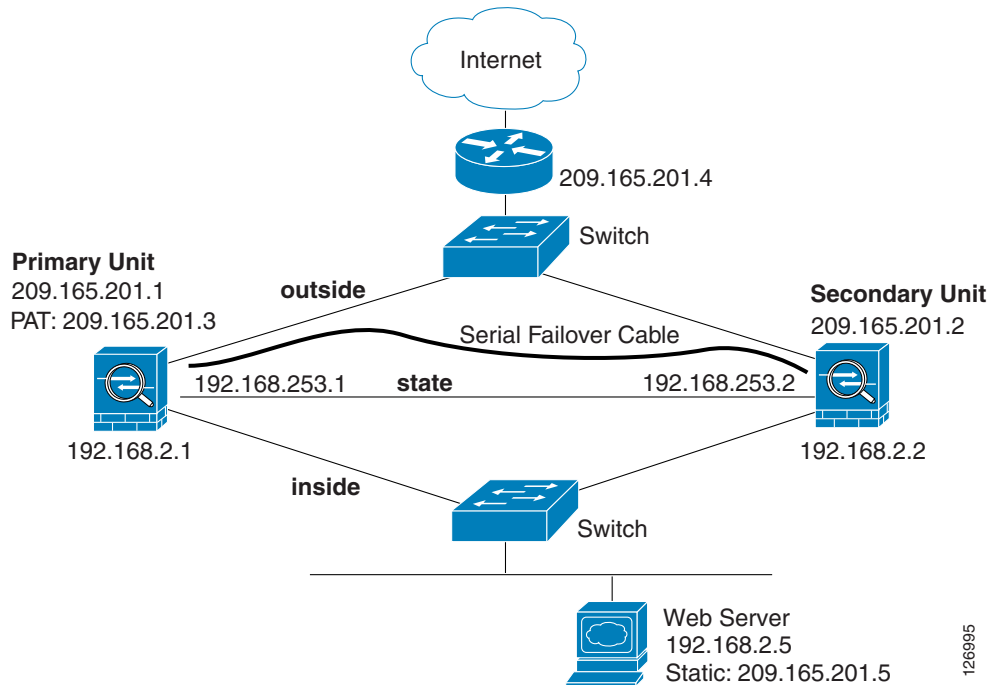 Internet
209.165.201.4
Switch
Primary Unit
209.165.201.1
PAT: 209.165.201.3
outside
Secondary Unit
209.165.201.2
Serial Failover Cable
192.168.253.1
state
192.168.253.2
192.168.2.1
192.168.2.2
inside
Switch
Web Server
192.168.2.5
Static: 209.165.201.5
126995